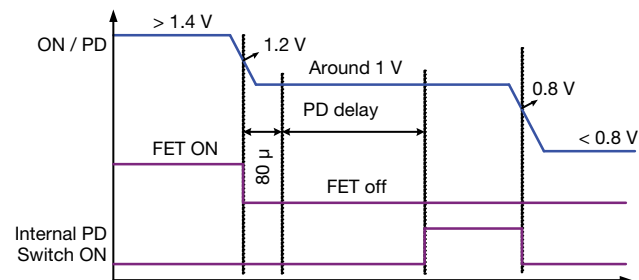 > 1.4 V
ON / PD
1.2 V
Around 1 V
0.8 V
PD delay
< 0.8 V
FET ON
80 µ
FET off
Internal PD
Switch ON